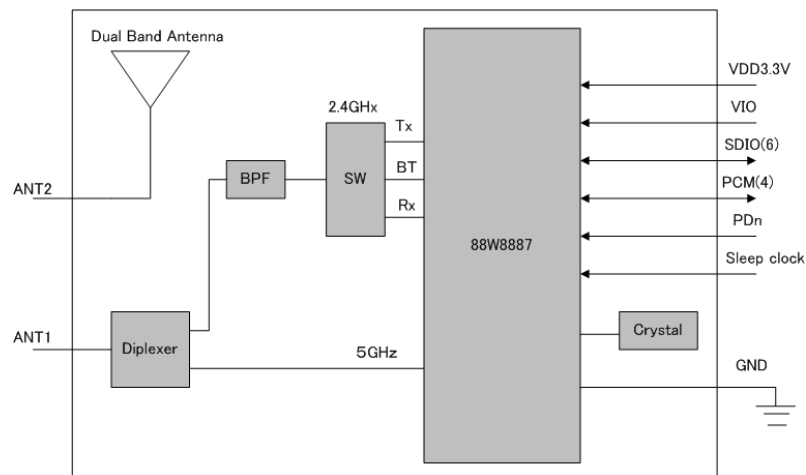 Dual Band Antenna
VDD3.3V
2.4GHx
VIO
Tx
SDIO(6)
BPF
SW
BT
ANT2
PCM(4)
Rx
PDn
88W8887
Sleep clock
ANT1
Diplexer
5GHz
Crystal
GND